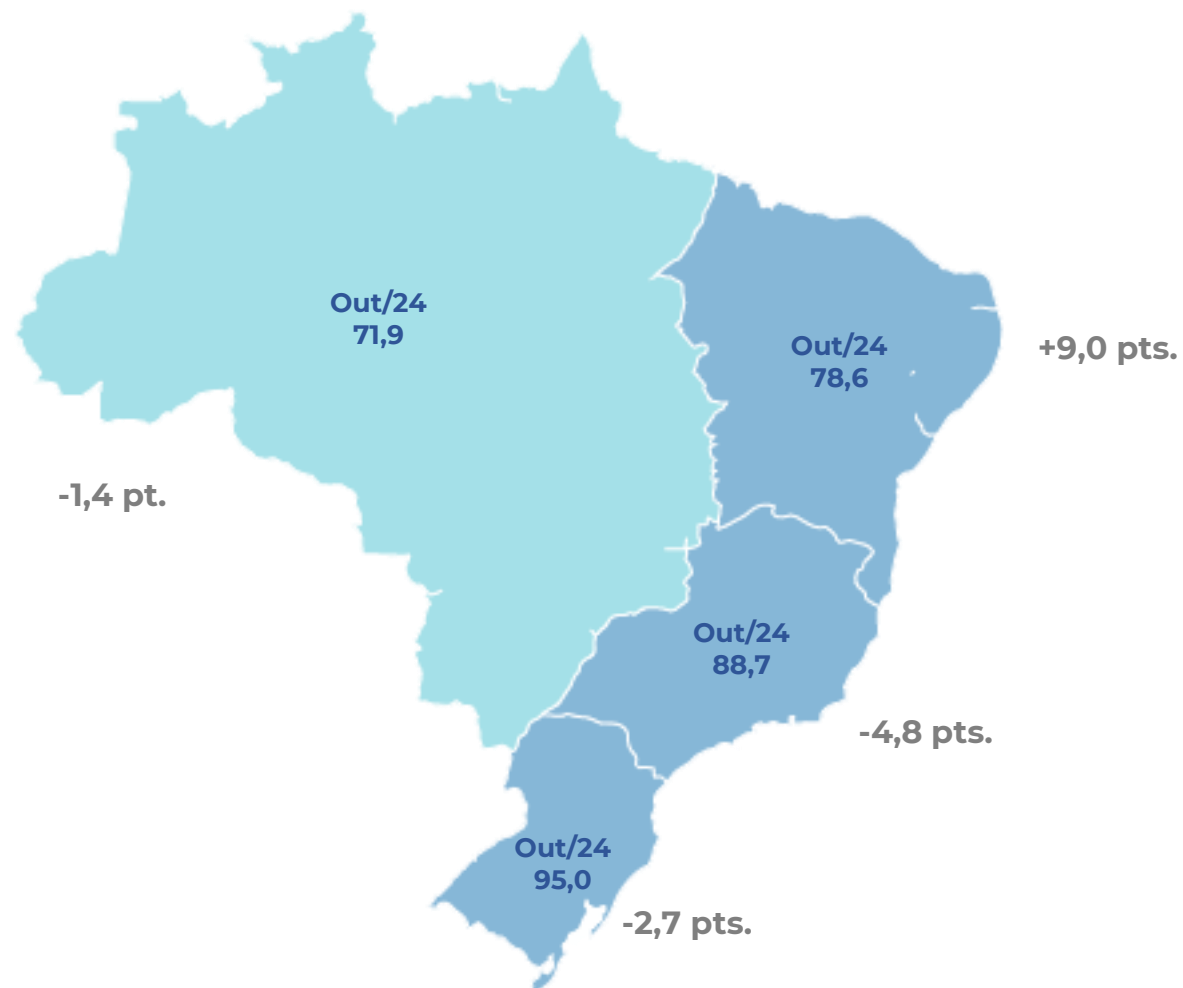 Out/24
71,9
Out/24
78,6
+9,0 pts.
-1,4 pt.
Out/24
88,7
-4,8 pts.
Out/24
95,0
-2,7 pts.